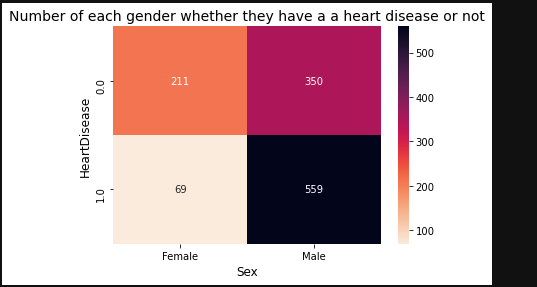 Number of each gender whether they have a a heart disease or not
HeartDisease
0.0
1.0
211
350
69
559
Female
Male
Sex
500
400
300
200
100